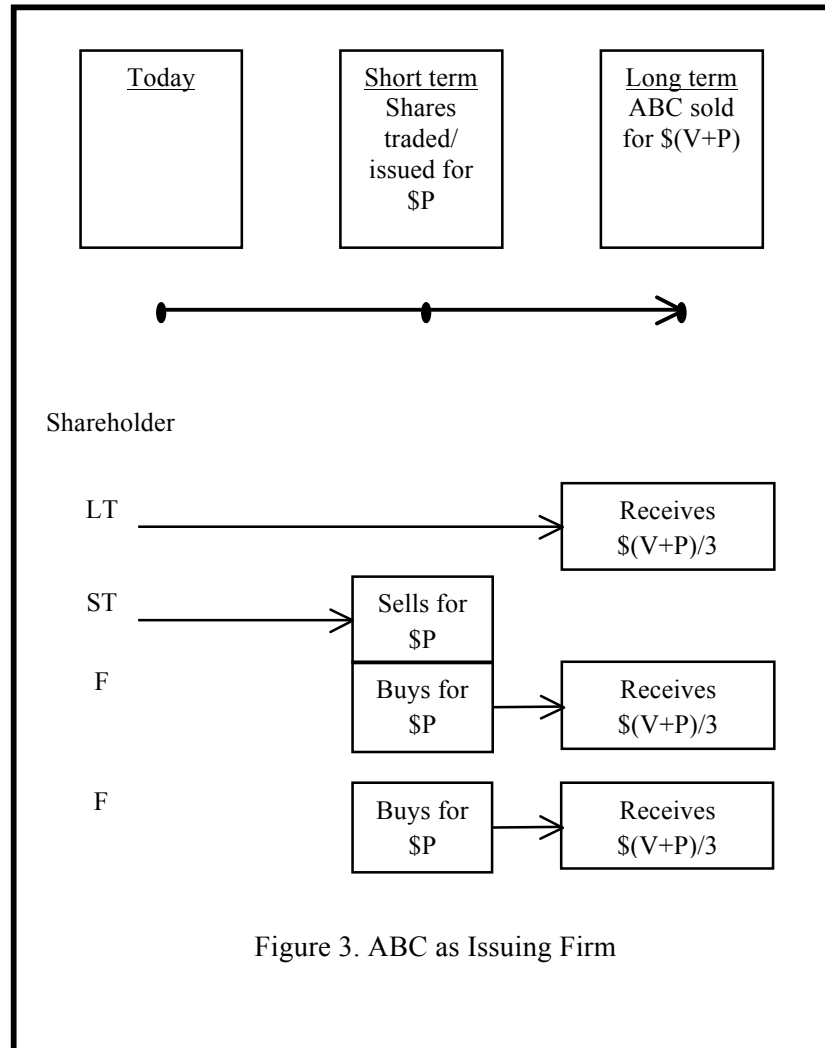 Today
Short term
Shares
traded/
issued for
$P
Long term
ABC sold
for $(V+P)
Shareholder
LT
Receives
$(V+P)/3
ST
Sells for
$P
F
Buys for
$P
Receives
$(V+P)/3
F
Buys for
$P
Receives
$(V+P)/3
Figure 3. ABC as Issuing Firm